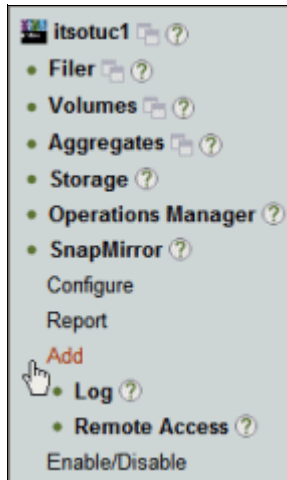 itsotuc1 ?
• Filer ?
• Volumes ?
• Aggregates ?
• Storage ?
• Operations Manager ?
• SnapMirror ?
Configure
Report
Add
• Log ?
• Remote Access ?
Enable/Disable